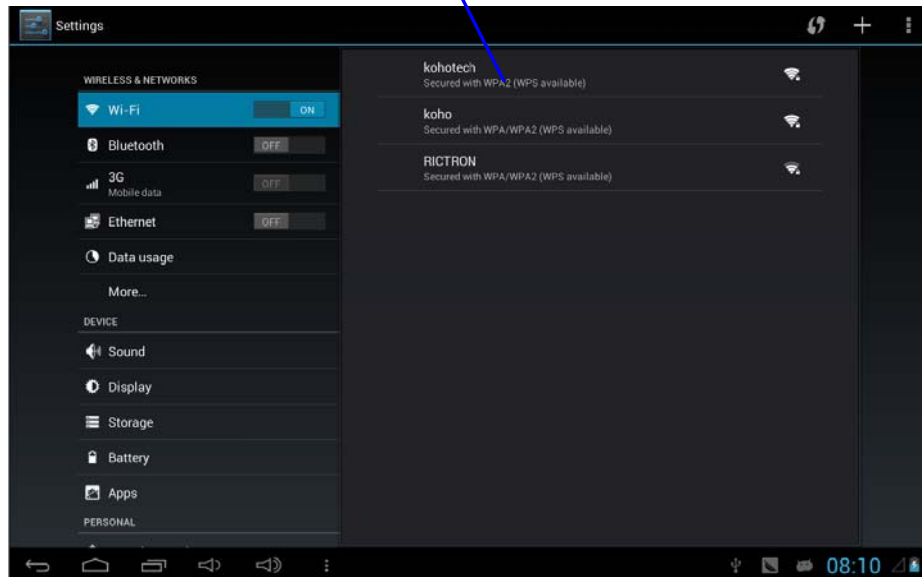 Settings
WIRELESS & NETWORKS
Wi-Fi
ON
Bluetooth
OFF
3G
Mobile data
OFF
Ethernet
OFF
Data usage
More...
DEVICE
Sound
Display
Storage
Battery
Apps
PERSONAL
kohotech
Secured with WPA2 (WPS available)
koho
Secured with WPA/WPA2 (WPS available)
RICTRON
Secured with WPA/WPA2 (WPS available)
08:10